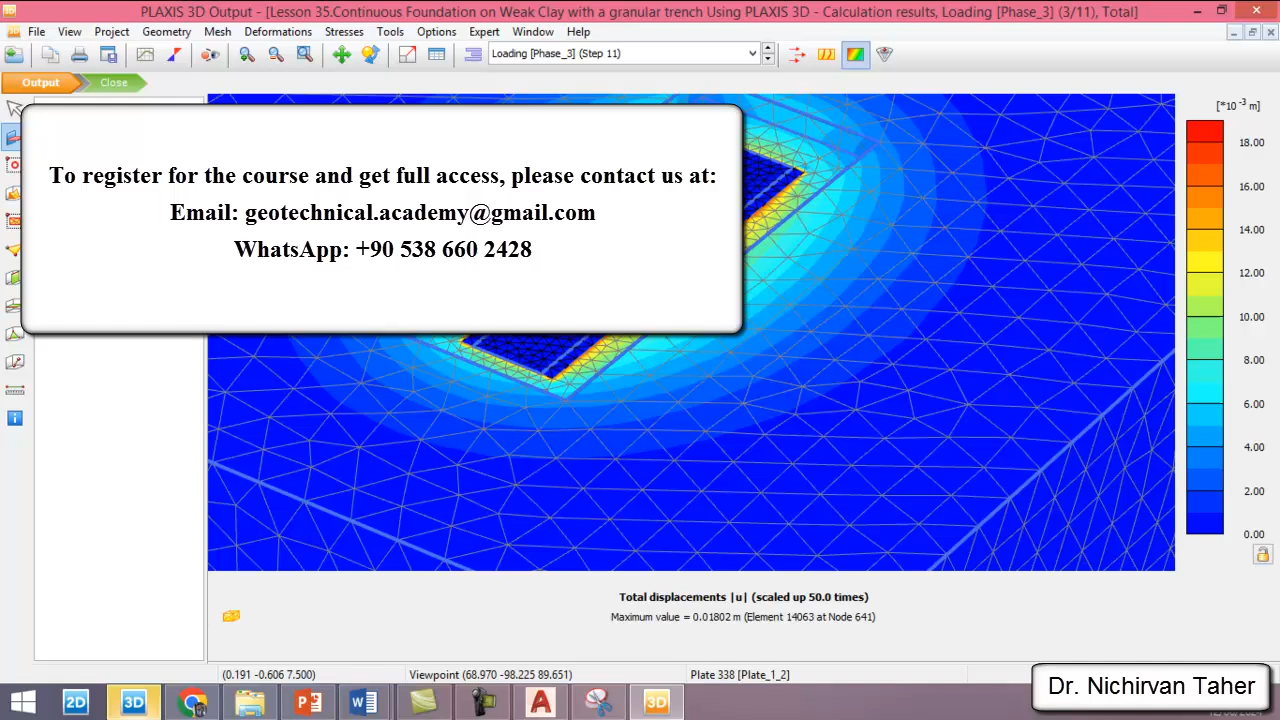 PLAXIS 3D Output - [Lesson 35.Continuous Foundation on Weak Clay with a granular trench Using PLAXIS 3D - Calculation results, Loading [Phase_3] (3/11), Total]
File View Project Geometry Mesh Deformations Stresses Tools Options Expert Window Help
Loading [Phase_3] (Step 11)
Output Close
To register for the course and get full access, please contact us at:
Email: geotechnical.academy@gmail.com
WhatsApp: +90 538 660 2428
[*10 -3 m]
18.00
16.00
14.00
12.00
10.00
8.00
6.00
4.00
2.00
0.00
Total displacements |u| (scaled up 50.0 times)
Maximum value = 0.01802 m (Element 14063 at Node 641)
(0.191 -0.606 7.500) Viewpoint (68.970 -98.225 89.651) Plate 338 [Plate_1_2]
Dr. Nichirvan Taher
2D 3D 3D